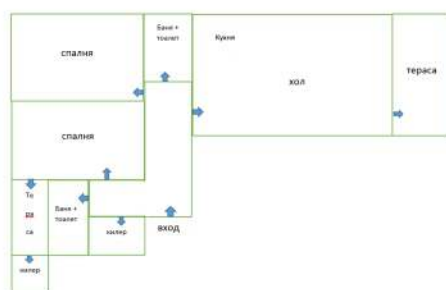 спалня
Баня +
тоалет
Кухня
хол
тераса
спалня
Те
ра
са
Баня +
тоалет
килер
вход
килер